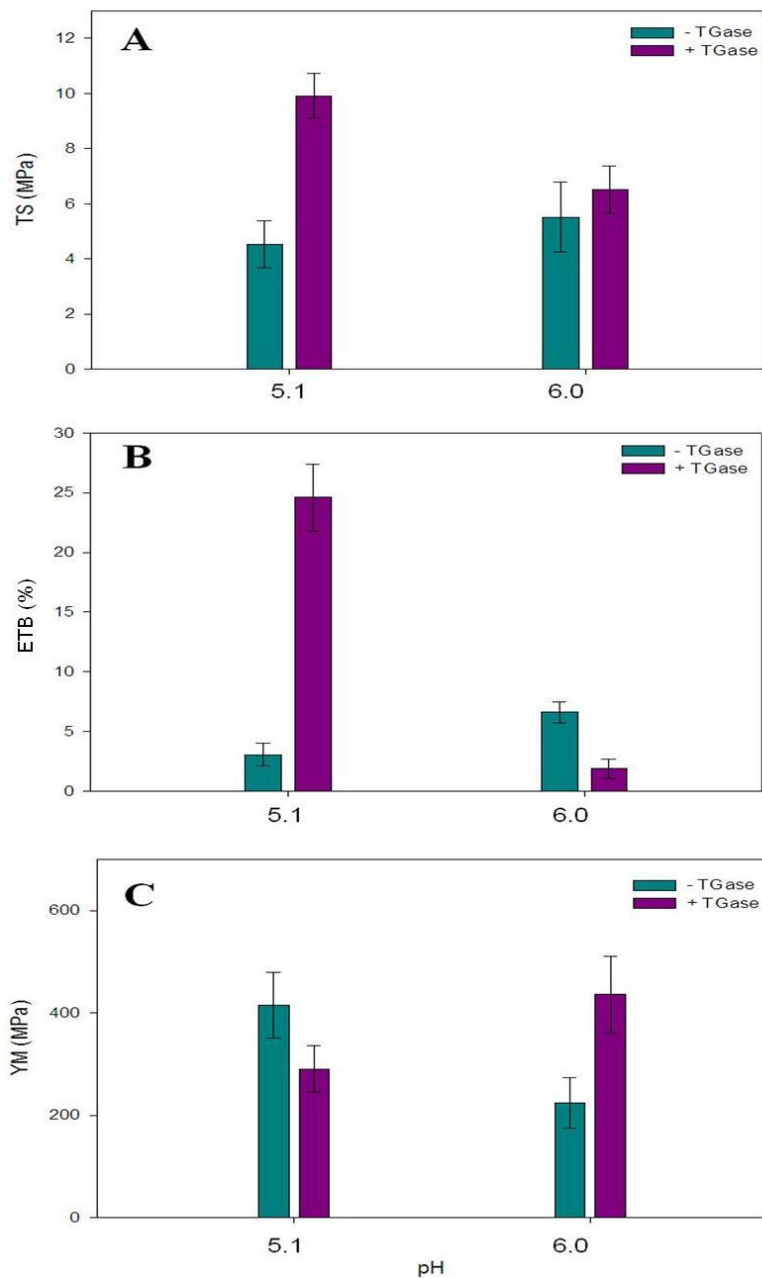 A
- TGase
+ TGase
12
10
8
6
4
2
0
TS (MPa)
5.1
6.0
B
- TGase
+ TGase
30
25
20
15
10
5
0
ETB (%)
5.1
6.0
C
- TGase
+ TGase
600
400
200
0
YM (MPa)
5.1
6.0
pH